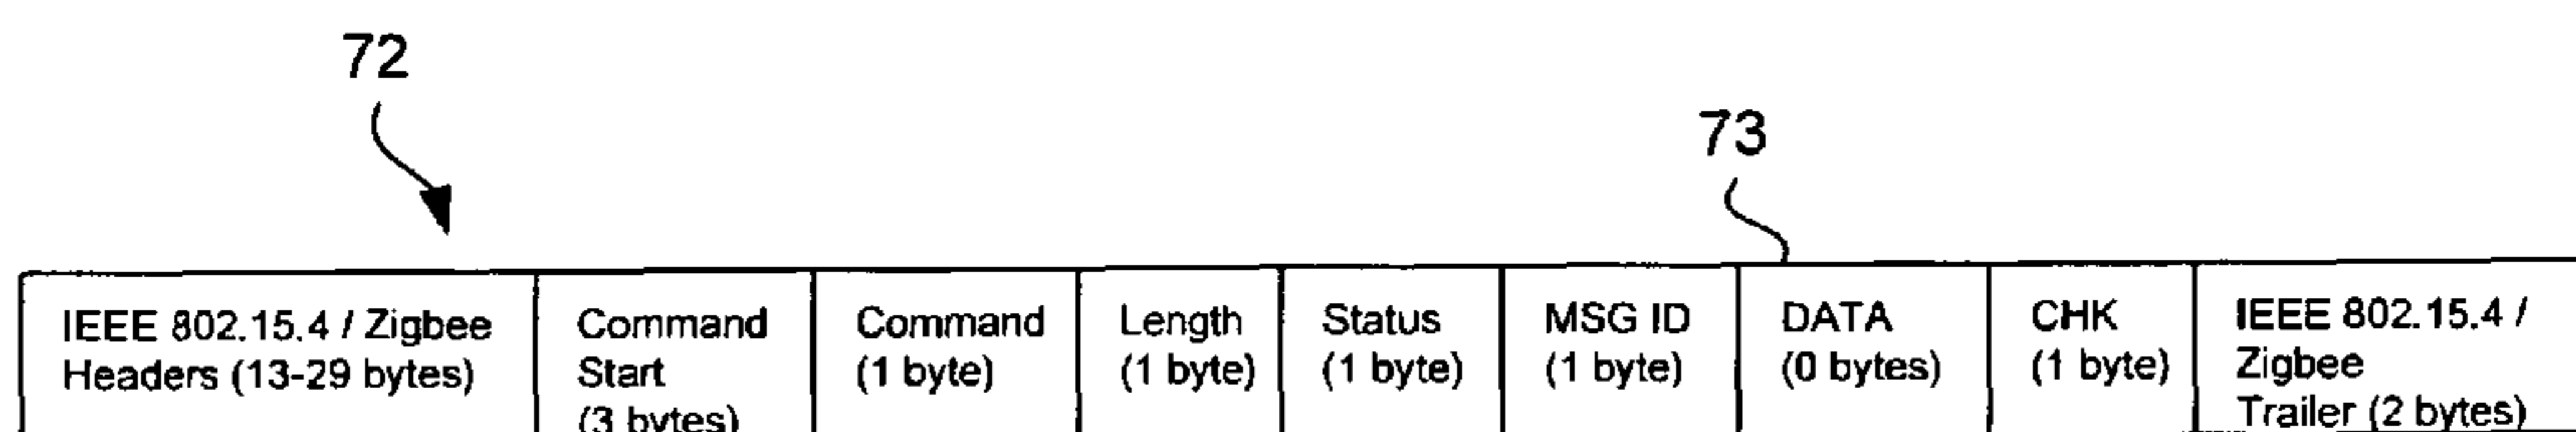 72
73
IEEE 802.15.4 / Zigbee
Headers (13-29 bytes)
Command
Start
(3 bytes)
Command
(1 byte)
Length
(1 byte)
Status
(1 byte)
MSG ID
(1 byte)
DATA
(0 bytes)
CHK
(1 byte)
IEEE 802.15.4 /
Zigbee
Trailer (2 bytes)